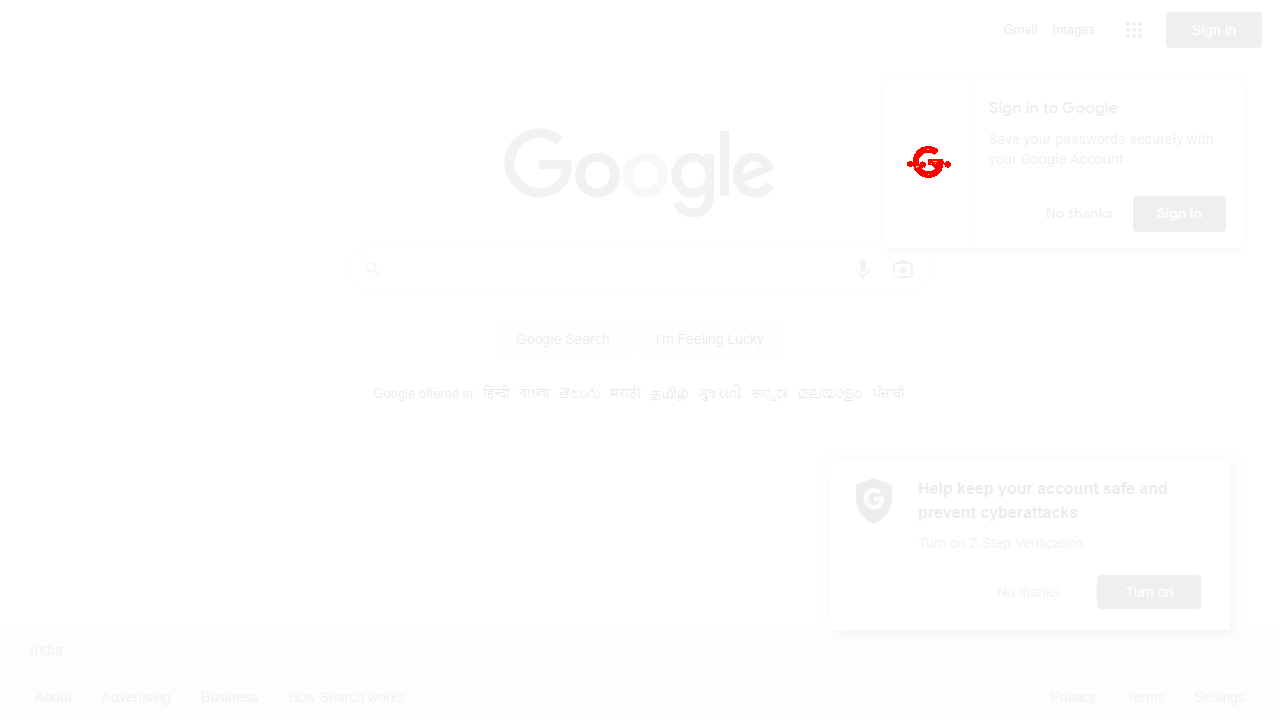 Gmail Images Sign in
Sign in to Google
Save your passwords securely with
your Google Account
No thanks Sign in
Google
Google Search I'm Feeling Lucky
Google offered in हिन्दी বাংলা తెలుగు मराठी தமிழ் ગુજરાતી ಕನ್ನಡ മലയാളം ਪੰਜਾਬੀ
Help keep your account safe and
prevent cyberattacks
Turn on 2-Step Verification
No thanks Turn on
India
About Advertising Business How Search works Privacy Terms Settings